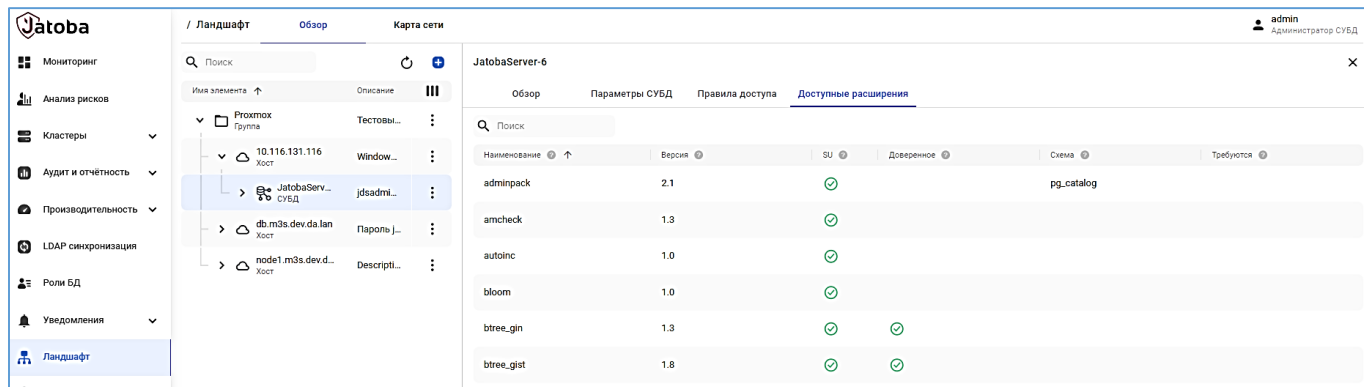 Jatoba
/ Ландшафт Обзор Карта сети
admin
Администратор СУБД
Мониторинг
Анализ рисков
Кластеры
Аудит и отчётность
Производительность
LDAP синхронизация
Роли БД
Уведомления
Ландшафт
Поиск
Имя элемента Описание
Proxmox Тестовы...
Группа
10.116.131.116 Window...
Хост
JatobaServ... jdsadmi...
СУБД
db.m3s.dev.da.lan Пароль j...
Хост
node1.m3s.dev.d... Descripti...
Хост
JatobaServer-6
Обзор Параметры СУБД Правила доступа Доступные расширения
Поиск
Наименование Версия SU Доверенное Схема Требуются
adminpack 2.1 pg_catalog
amcheck 1.3
autoinc 1.0
bloom 1.0
btree_gin 1.3
btree_gist 1.8